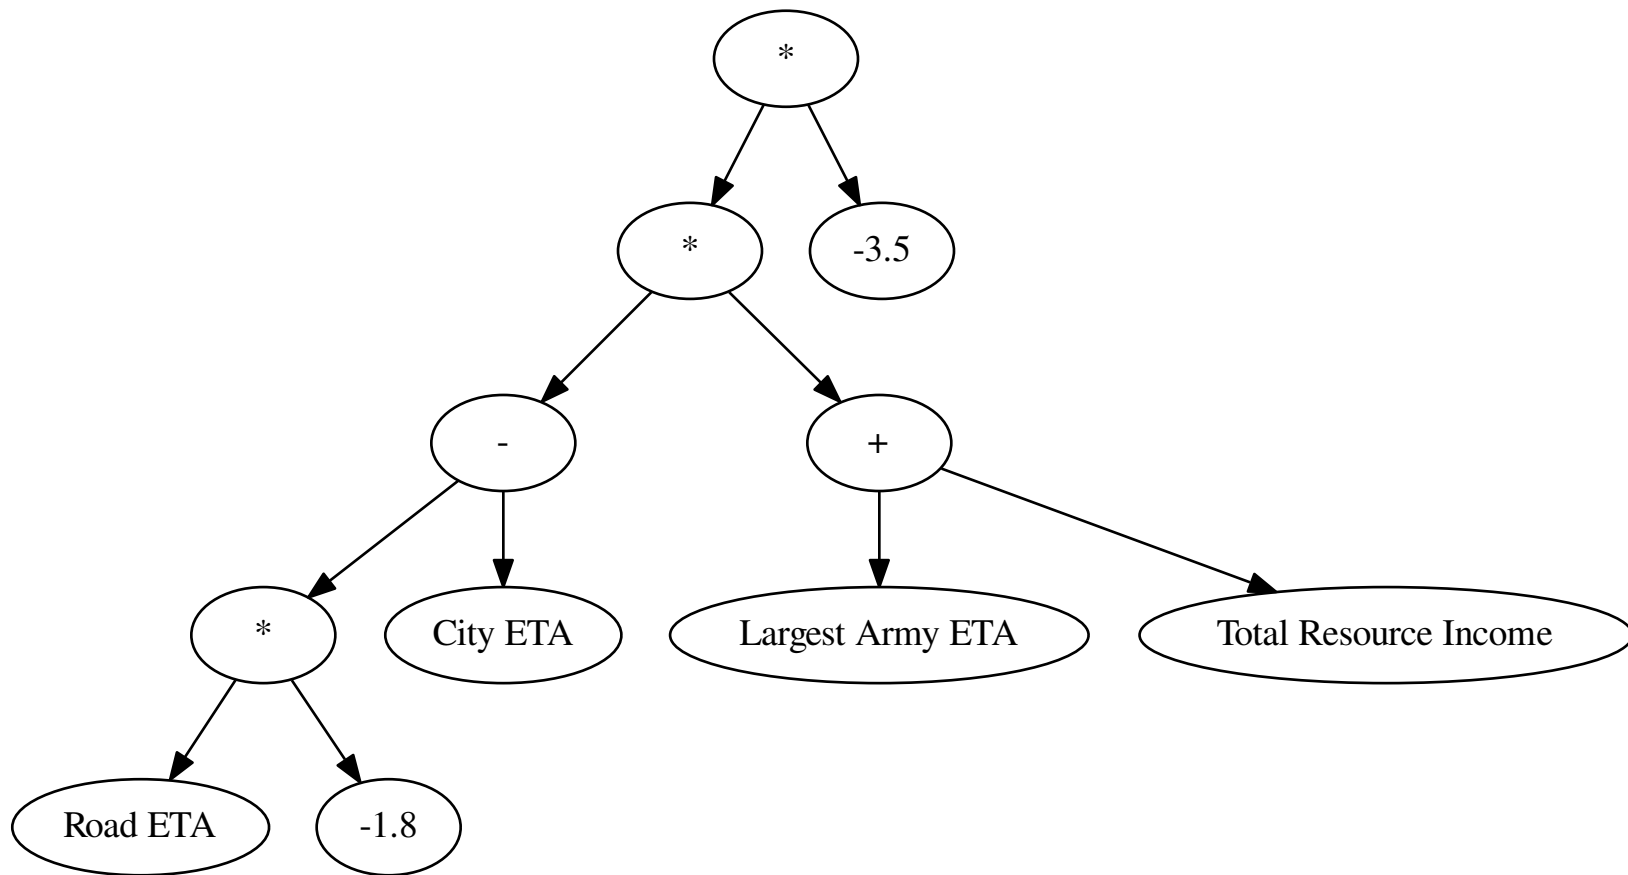 *
*
-3.5
-
+
*
City ETA
Largest Army ETA
Total Resource Income
Road ETA
-1.8